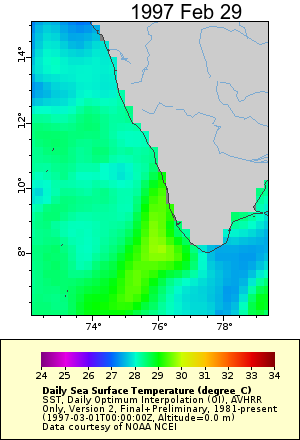 1997 Feb 29
14°
12°
10°
8°
74°
76°
78°
24 25 26 27 28 29 30 31 32 33 34
Daily Sea Surface Temperature (degree_C)
SST, Daily Optimum Interpolation (OI), AVHRR
Only, Version 2, Final+Preliminary, 1981-present
(1997-03-01T00:00:00Z, Altitude=0.0 m)
Data courtesy of NOAA NCEI